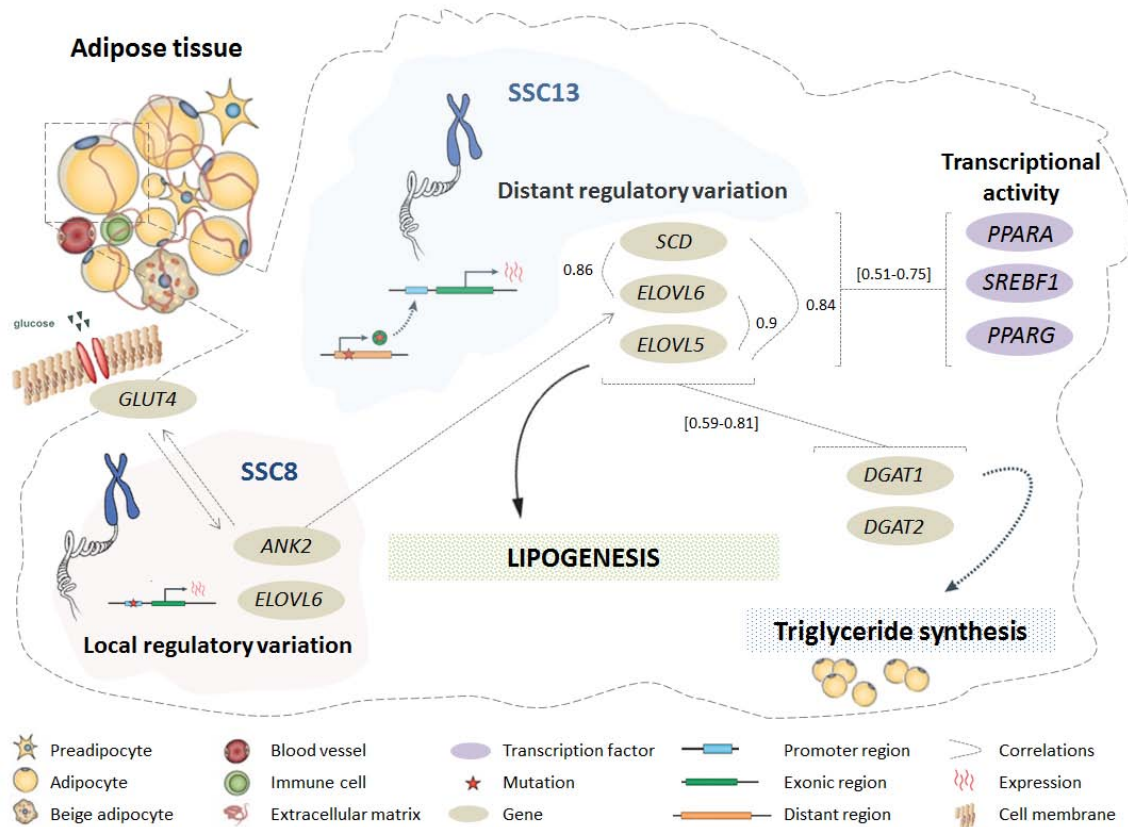 Adipose tissue
SSC13
Distant regulatory variation
Transcriptional
activity
SCD
ELOVL6
ELOVL5
0.86
0.9
0.84
[0.51-0.75]
PPARA
SREBF1
PPARG
glucose
GLUT4
[0.59-0.81]
SSC8
ANK2
ELOVL6
Local regulatory variation
LIPOGENESIS
DGAT1
DGAT2
Triglyceride synthesis
Preadipocyte
Blood vessel
Transcription factor
Promoter region
Correlations
Adipocyte
Immune cell
Mutation
Exonic region
Expression
Beige adipocyte
Extracellular matrix
Gene
Distant region
Cell membrane